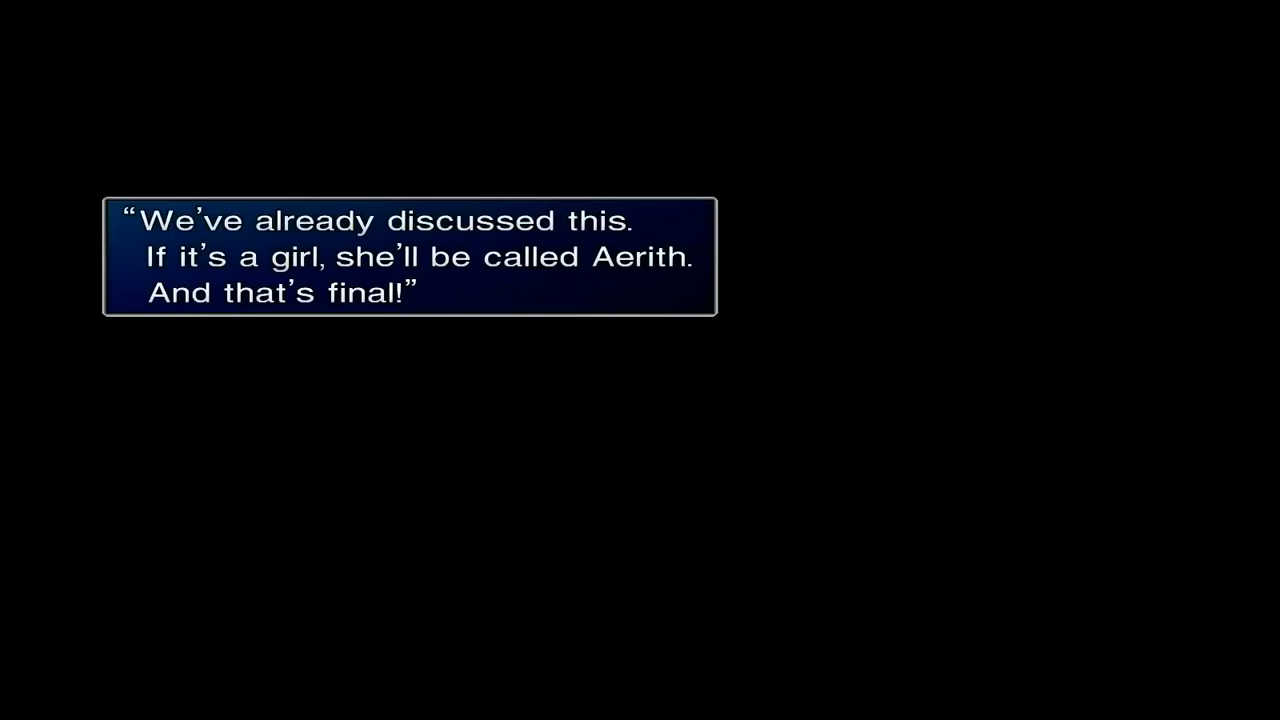 “We’ve already discussed this.
If it’s a girl, she’ll be called Aerith.
And that’s final!”